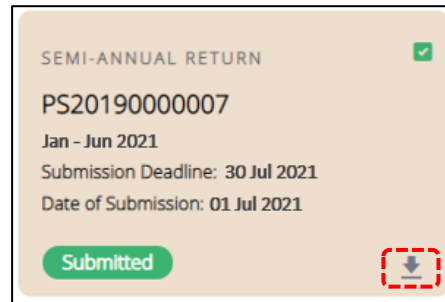 SEMI-ANNUAL RETURN
PS20190000007
Jan - Jun 2021
Submission Deadline: 30 Jul 2021
Date of Submission: 01 Jul 2021
Submitted